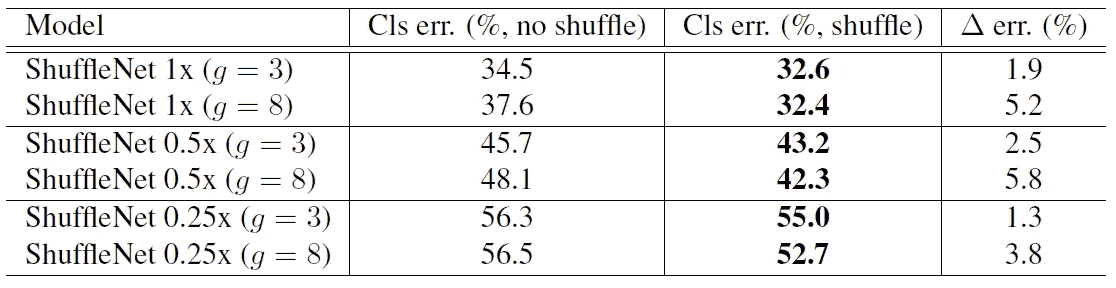 Model Cls err. (%, no shuffle) Cls err. (%, shuffle) Δ err. (%)
ShuffleNet 1x (g = 3) 34.5 32.6 1.9
ShuffleNet 1x (g = 8) 37.6 32.4 5.2
ShuffleNet 0.5x (g = 3) 45.7 43.2 2.5
ShuffleNet 0.5x (g = 8) 48.1 42.3 5.8
ShuffleNet 0.25x (g = 3) 56.3 55.0 1.3
ShuffleNet 0.25x (g = 8) 56.5 52.7 3.8